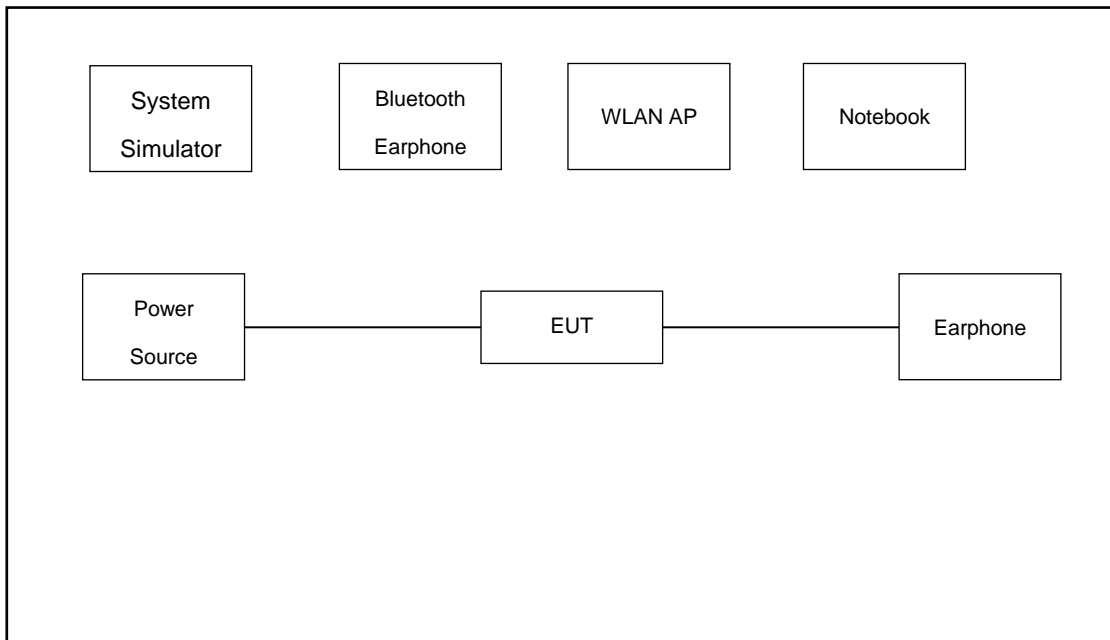 System
Simulator
Bluetooth
Earphone
WLAN AP
Notebook
Power
Source
EUT
Earphone